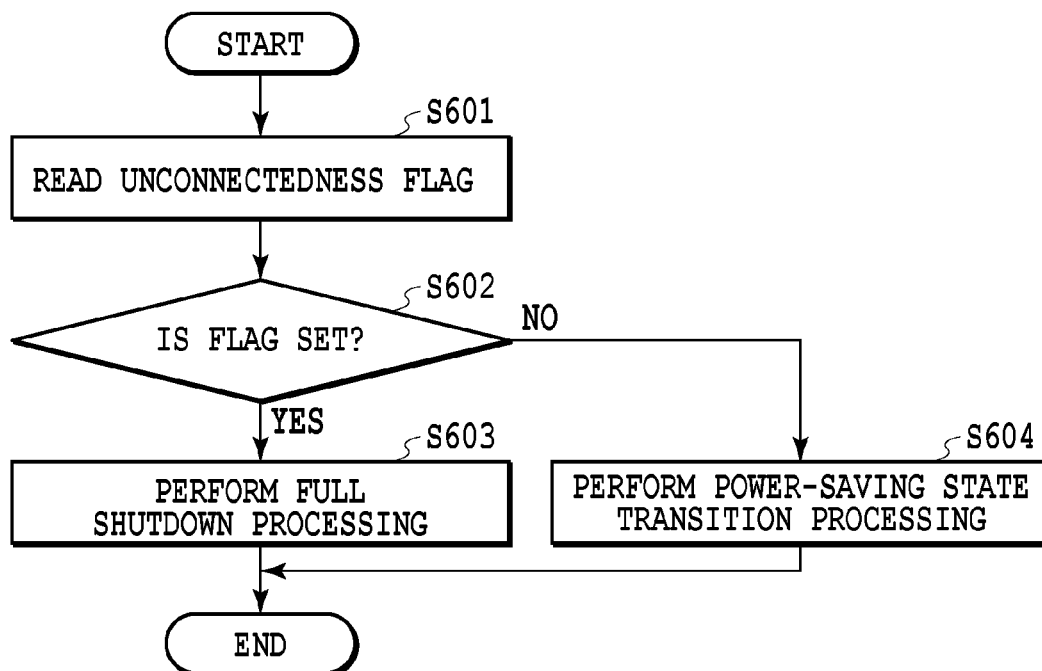 START
S601
READ UNCONNECTEDNESS FLAG
S602
IS FLAG SET?
NO
YES
S603
PERFORM FULL
SHUTDOWN PROCESSING
S604
PERFORM POWER-SAVING STATE
TRANSITION PROCESSING
END